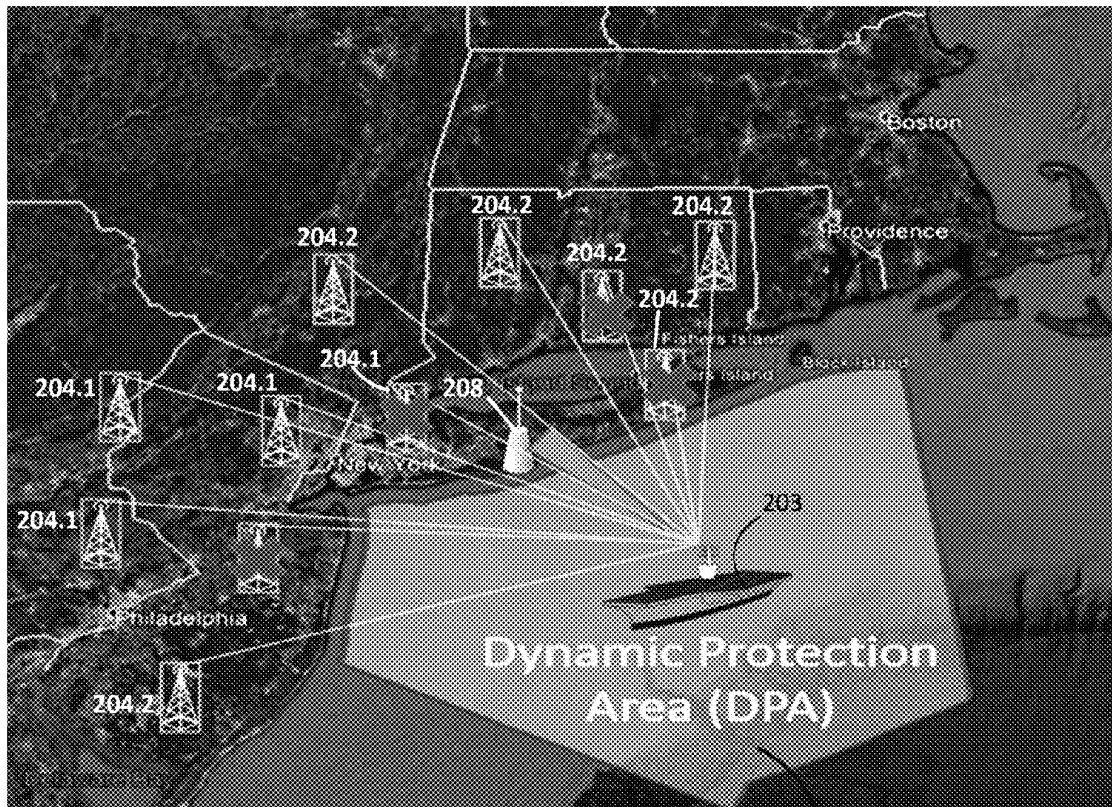 Boston
204.2
204.2
Providence
204.2
204.2
204.2
Fishers Island
204.1
Island
Block Island
204.1
204.1
208
New York
203
204.1
Philadelphia
Dynamic Protection
Area (DPA)
204.2